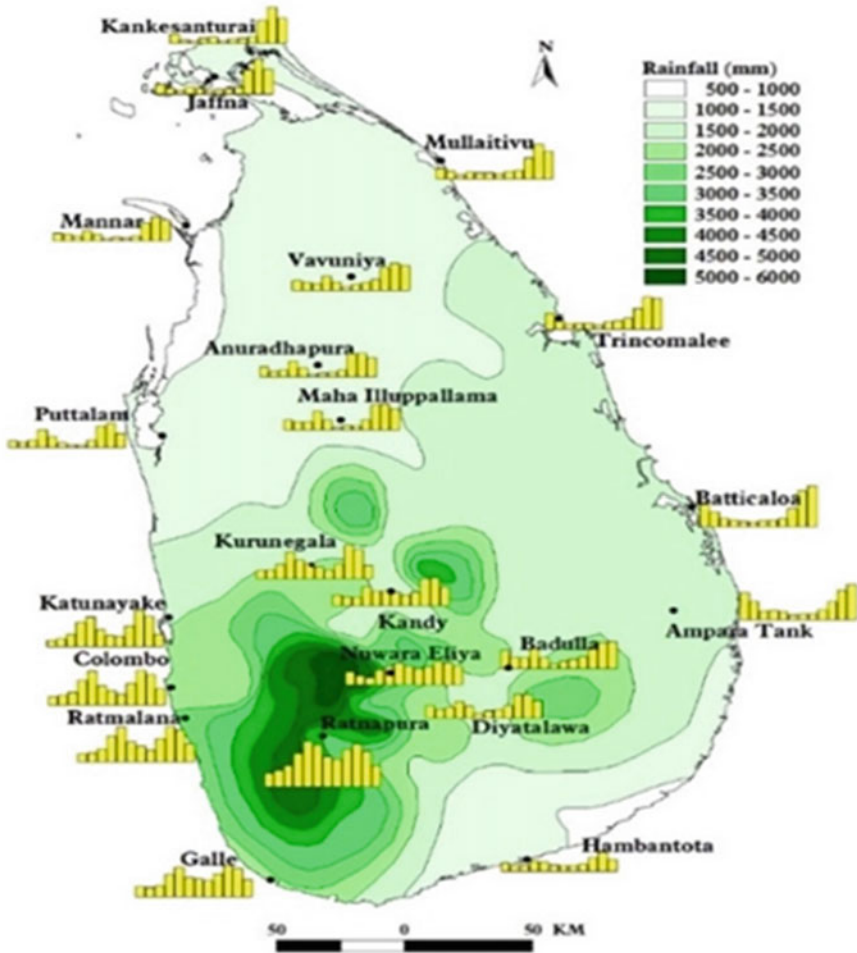 Kankesanturai
N
Jaffna
Rainfall (mm)
500 - 1000
1000 - 1500
1500 - 2000
2000 - 2500
2500 - 3000
3000 - 3500
3500 - 4000
4000 - 4500
4500 - 5000
5000 - 6000
Mullaitivu
Mannar
Vavuniya
Trincomalee
Anuradhapura
Maha Illuppallama
Puttalam
Batticaloa
Kurunegala
Katunayake
Kandy
Ampara Tank
Colombo
Nuwara Eliya
Badulla
Ratmalana
Ratnapura
Diyatalawa
Galle
Hambantota
50 0 50 KM